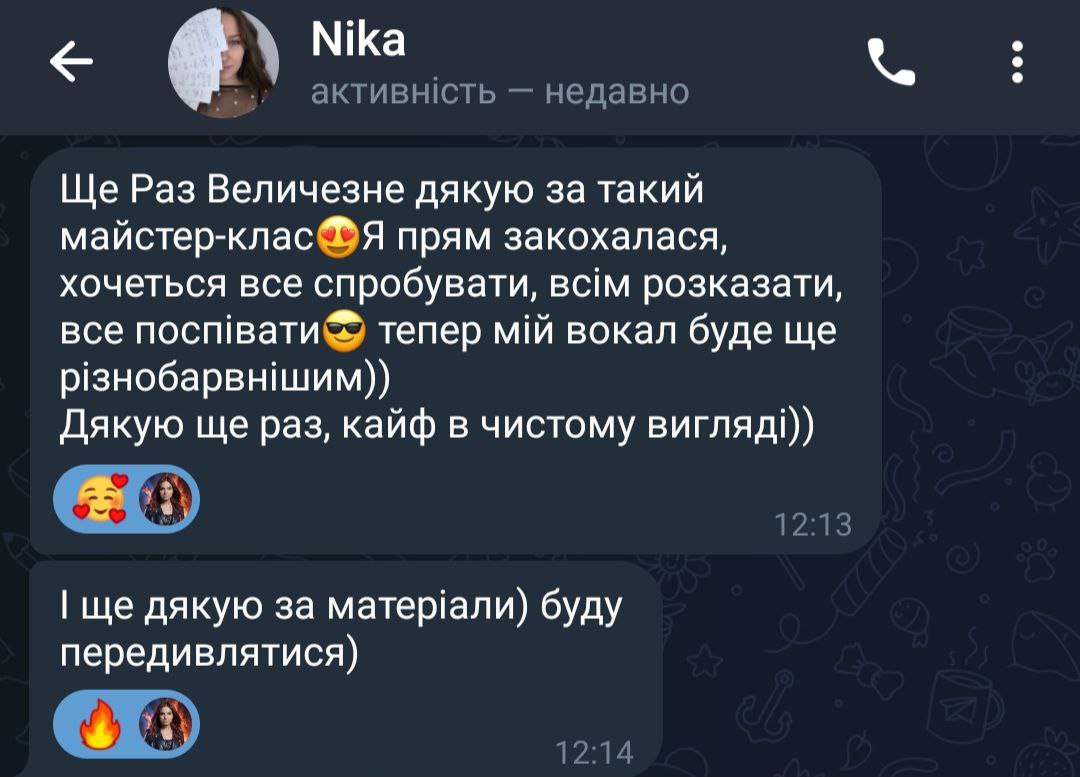 Nika
активність — недавно
Ще Раз Величезне дякую за такий
майстер-клас😍Я прям закохалася,
хочеться все спробувати, всім розказати,
все поспівати😎 тепер мій вокал буде ще
різнобарвнішим))
Дякую ще раз, кайф в чистому вигляді))
12:13
І ще дякую за матеріали) буду
передивлятися)
12:14